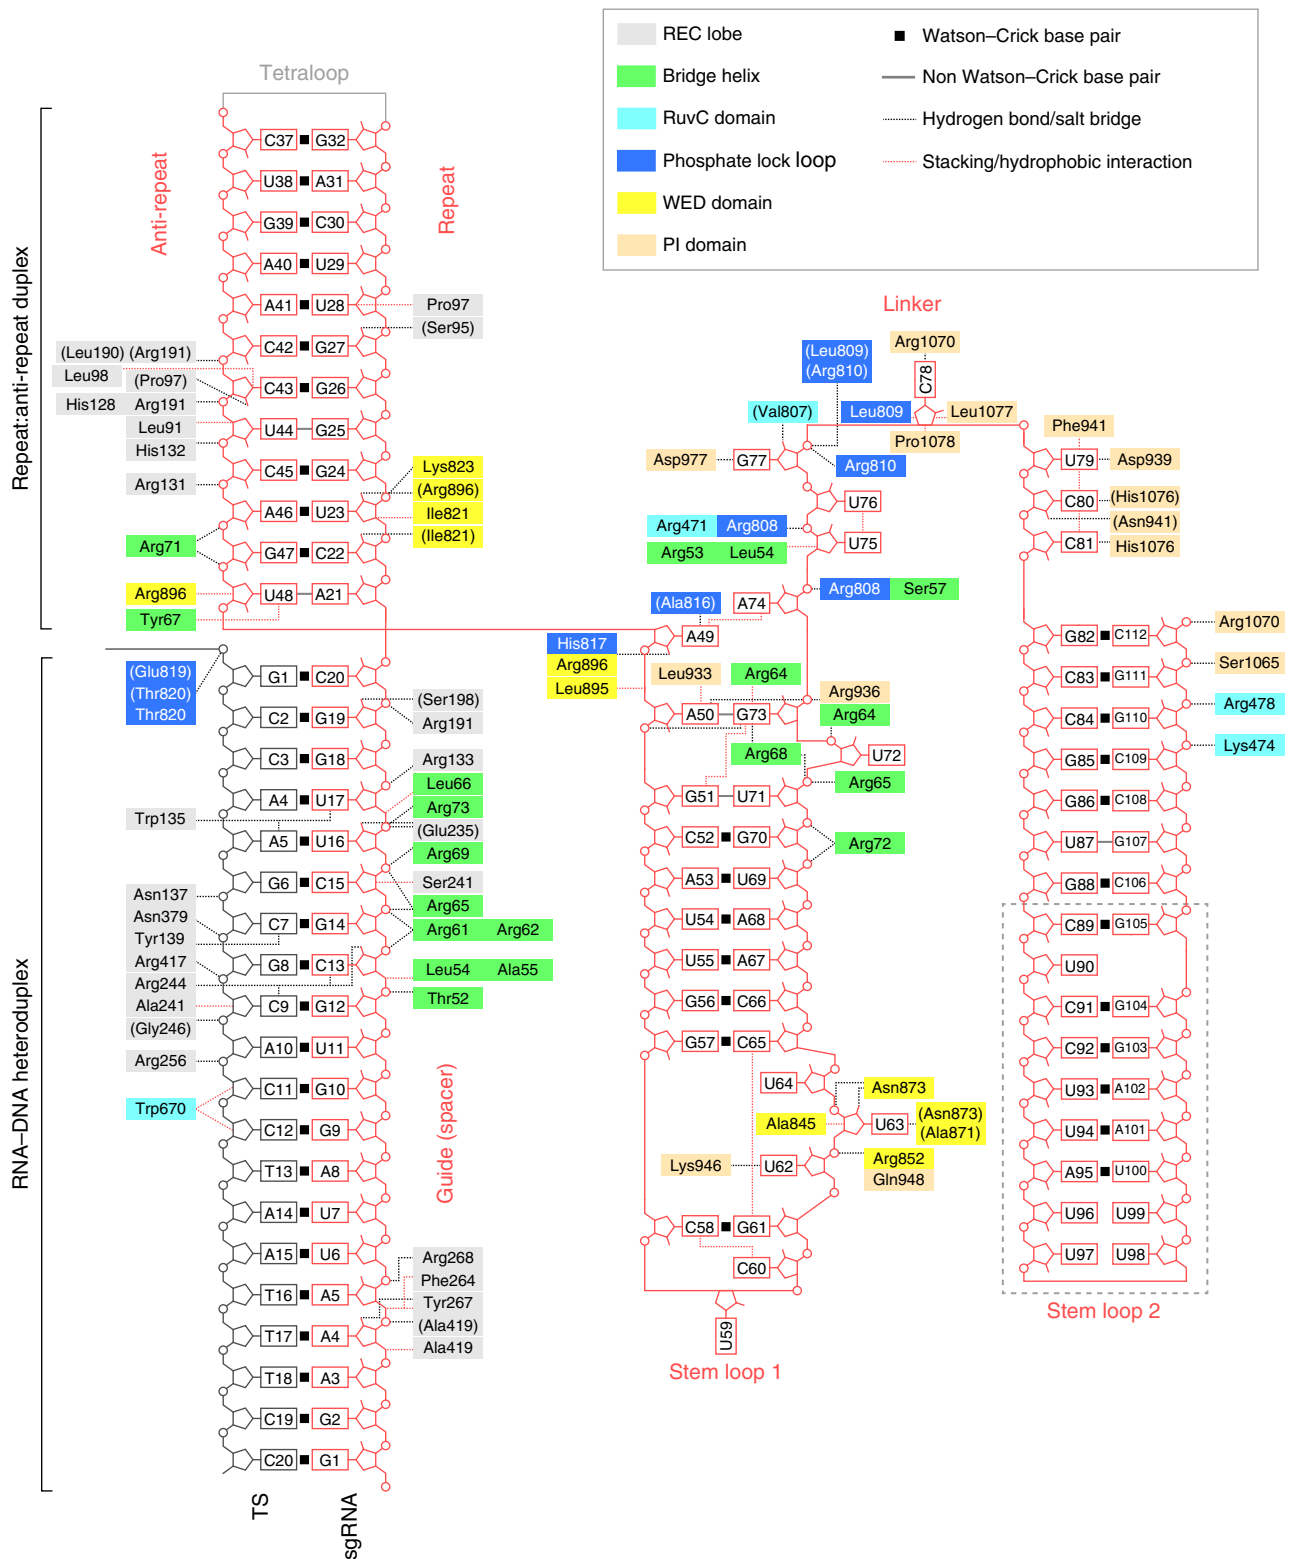 REC lobe
Bridge helix
RuvC domain
Phosphate lock loop
WED domain
PI domain
Watson–Crick base pair
Non Watson–Crick base pair
Hydrogen bond/salt bridge
Stacking/hydrophobic interaction
Tetraloop
Repeat:anti-repeat duplex
Anti-repeat
Repeat
C37 G32
U38 A31
G39 C30
A40 U29
A41 U28 Pro97
(Ser95)
C42 G27
(Leu190) (Arg191)
Leu98 (Pro97)
C43 G26
His128 Arg191
Leu91
U44 G25
His132
C45 G24 Lys823
Arg131
(Arg896)
A46 U23 Ile821
(Ile821)
Arg71
G47 C22
Arg896 U48 A21
Tyr67
RNA–DNA heteroduplex
(Glu819)
(Thr820)
Thr820
G1 C20
(Ser198)
C2 G19 Arg191
C3 G18 Arg133
Leu66
A4 U17 Arg73
Trp135
(Glu235)
A5 U16 Arg69
G6 C15 Ser241
Asn137
Arg65
Asn379
C7 G14 Arg61 Arg62
Tyr139
Arg417
G8 C13 Leu54 Ala55
Arg244
Ala241 C9 G12 Thr52
(Gly246)
A10 U11
Arg256
C11 G10
Trp670
C12 G9
T13 A8
A14 U7
A15 U6
Arg268
Phe264
T16 A5
Tyr267
(Ala419)
T17 A4
Ala419
T18 A3
C19 G2
C20 G1
Guide (spacer)
TS
sgRNA
Linker
Arg1070
C78
(Leu809)
(Arg810)
(Val807)
Leu809
Leu1077
Pro1078
Asp977 G77
Arg810
U76
Arg471 Arg808
Arg53 Leu54
U75
Arg808 Ser57
(Ala816)
A74
A49
His817
Arg896
Leu895
Leu933
Arg64
Arg936
Arg64
A50 G73
Arg68
U72
Arg65
G51 U71
C52 G70
Arg72
A53 U69
U54 A68
U55 A67
G56 C66
G57 C65
U64
Asn873
Ala845
U63
(Asn873)
(Ala871)
Lys946 U62
Arg852
Gln948
C58 G61
C60
U59
Stem loop 1
Phe941
U79 Asp939
C80 (His1076)
(Asn941)
C81 His1076
G82 C112 Arg1070
Ser1065
C83 G111
Arg478
C84 G110
Lys474
G85 C109
G86 C108
U87 G107
G88 C106
C89 G105
U90
C91 G104
C92 G103
U93 A102
U94 A101
A95 U100
U96 U99
U97 U98
Stem loop 2